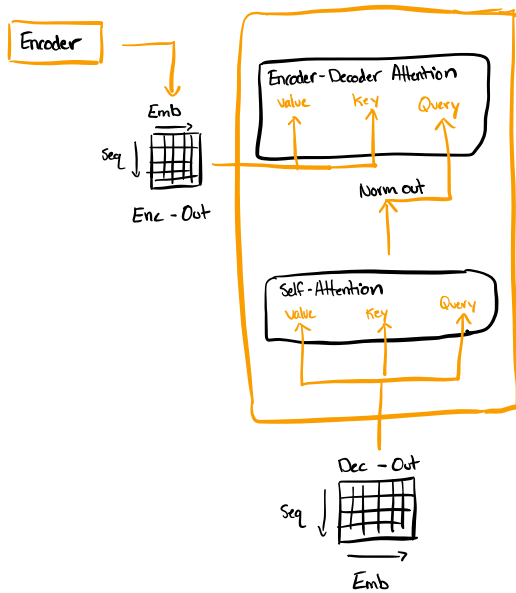 Encoder
Encoder-Decoder Attention
Value Key Query
Emb
Seq
Enc-Out
Norm out
Self-Attention
Value Key Query
Dec-Out
Seq
Emb